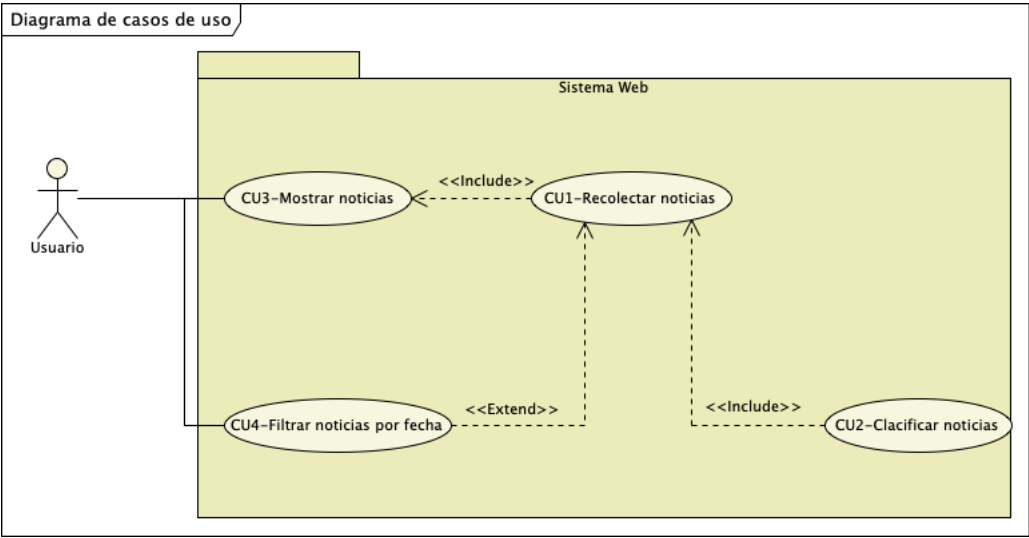 Diagrama de casos de uso
Sistema Web
<<Include>>
CU3-Mostrar noticias
CU1-Recolectar noticias
Usuario
<<Extend>>
<<Include>>
CU4-Filtrar noticias por fecha
CU2-Clacificar noticias